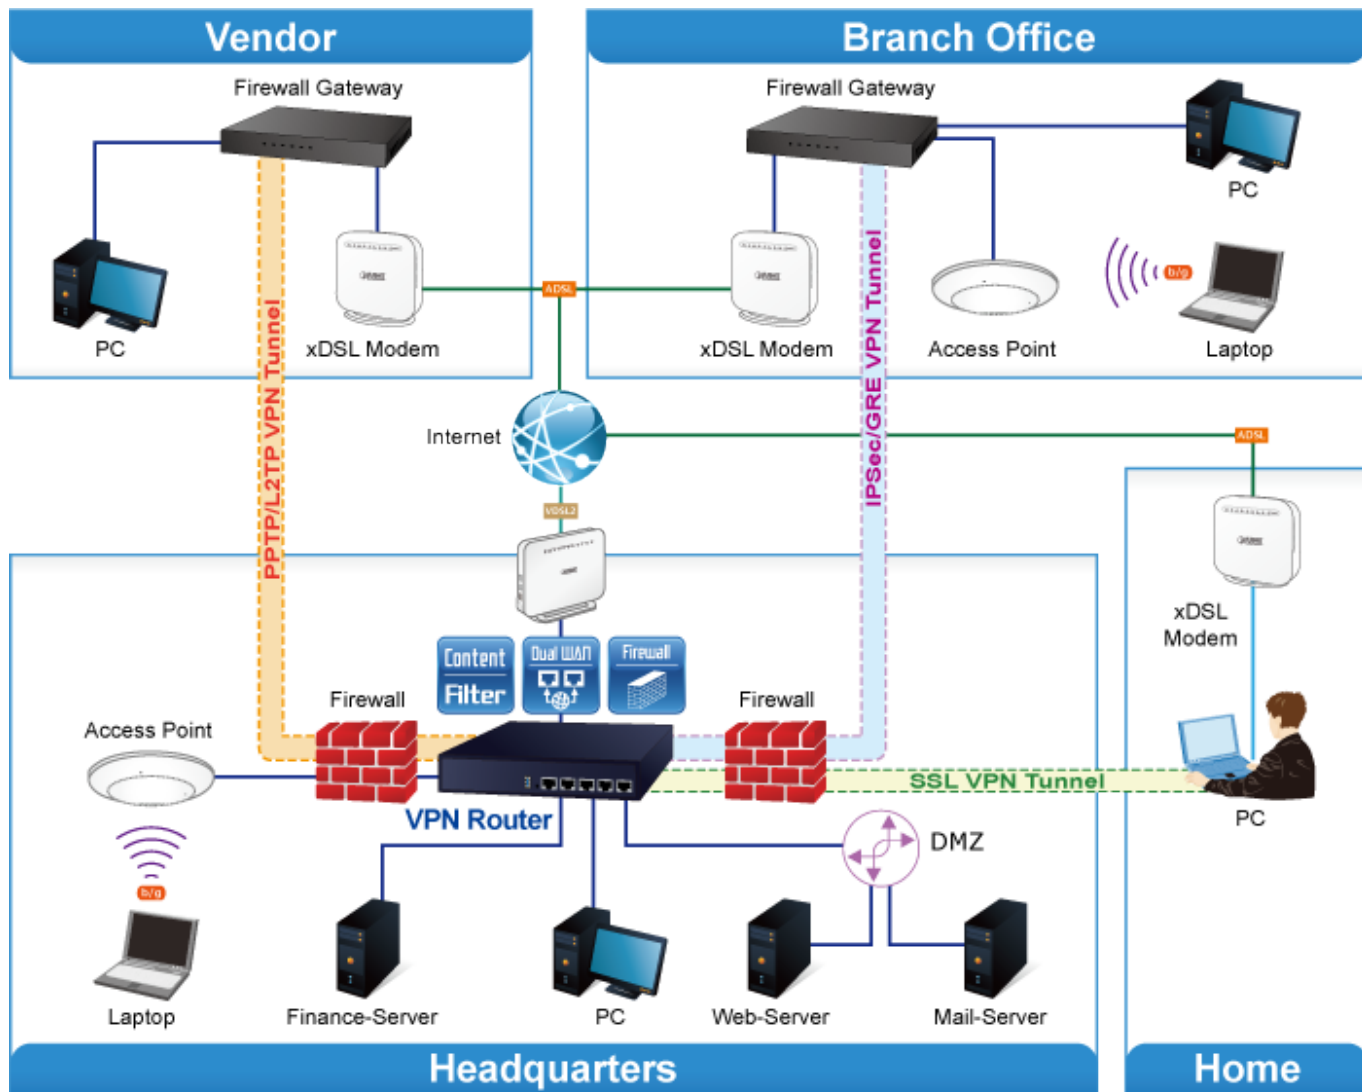 Vendor
Branch Office
Firewall Gateway
Firewall Gateway
PC
PC
xDSL Modem
ADSL
xDSL Modem
Access Point
b/g
Laptop
PPTP/L2TP VPN Tunnel
IPSec/GRE VPN Tunnel
Internet
ADSL
VDSL2
xDSL
Modem
Content
Filter
Dual WAN
Firewall
Firewall
Firewall
Access Point
VPN Router
SSL VPN Tunnel
PC
DMZ
b/g
Laptop
Finance-Server
PC
Web-Server
Mail-Server
Headquarters
Home